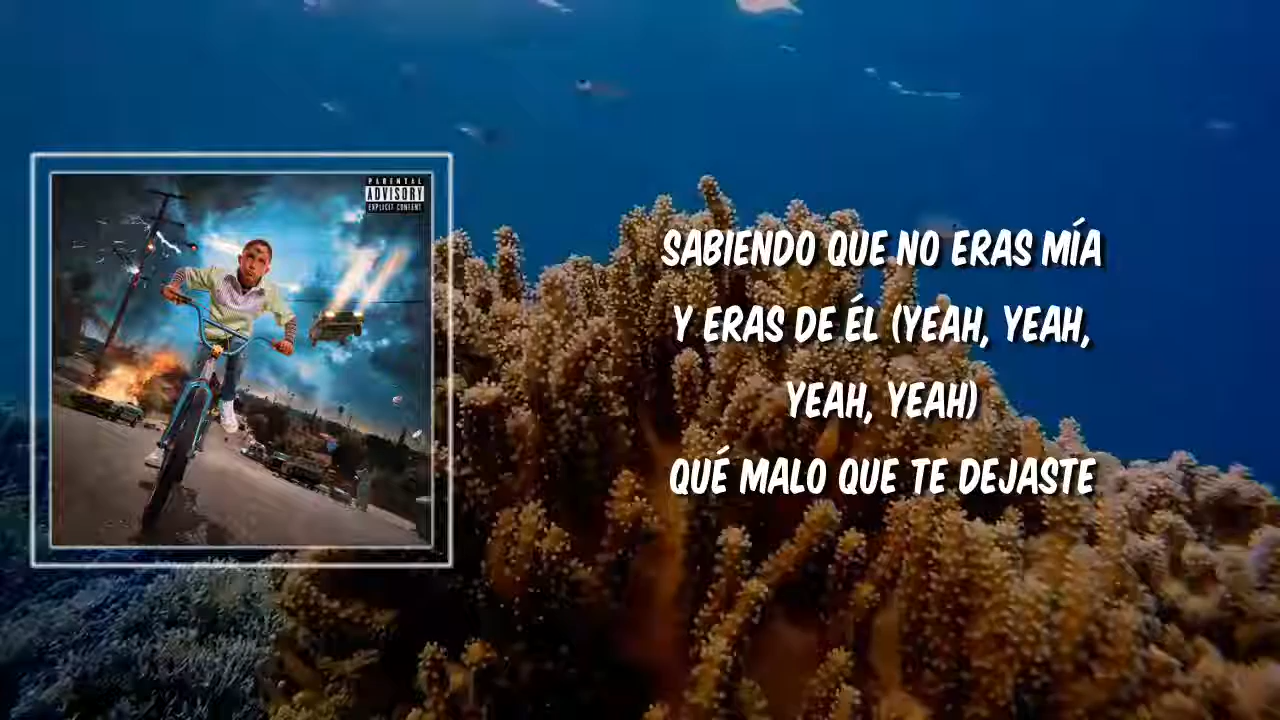 PARENTAL
ADVISORY
EXPLICIT CONTENT
SABIENDO QUE NO ERAS MÍA
Y ERAS DE ÉL (YEAH, YEAH,
YEAH, YEAH)
QUÉ MALO QUE TE DEJASTE